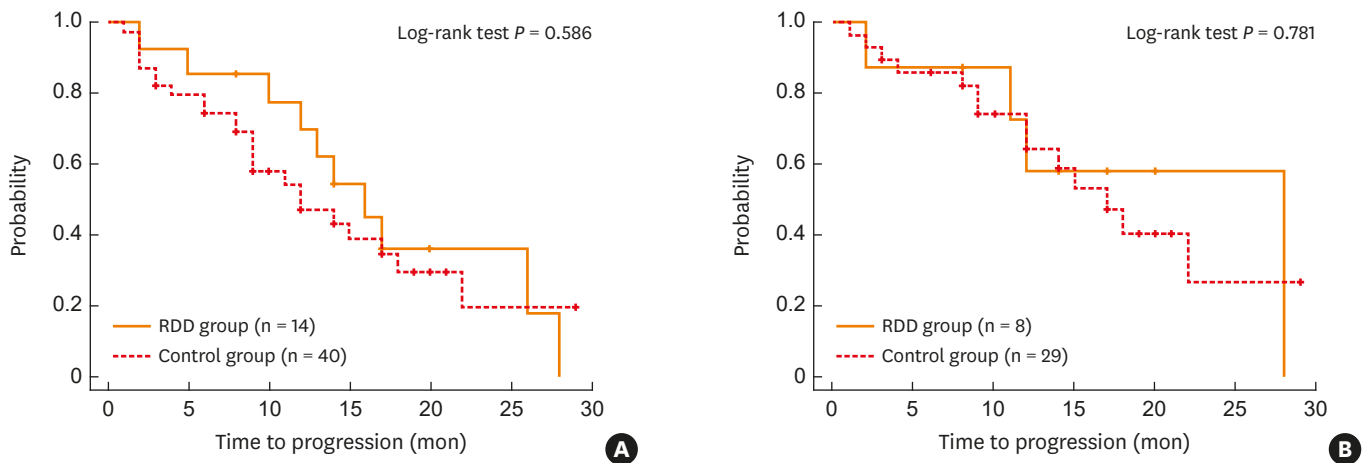 Log-rank test P = 0.586
Probability
1.0
0.8
0.6
0.4
0.2
0
RDD group (n = 14)
Control group (n = 40)
0 5 10 15 20 25 30
Time to progression (mon)
A
Log-rank test P = 0.781
Probability
1.0
0.8
0.6
0.4
0.2
0
RDD group (n = 8)
Control group (n = 29)
0 5 10 15 20 25 30
Time to progression (mon)
B